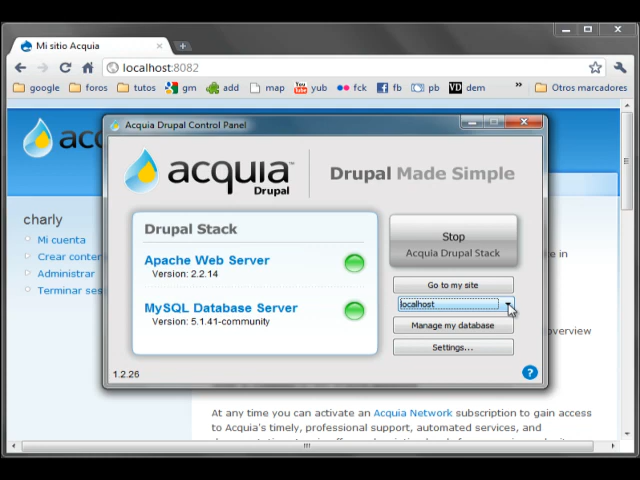 Mi sitio Acquia
localhost:8082
google foros tutos gm add map yub fck fb pb dem » Otros marcadores
Acquia Drupal Control Panel
acquia™
Drupal
Drupal Made Simple
Drupal Stack
Apache Web Server
Version: 2.2.14
MySQL Database Server
Version: 5.1.41-community
Stop
Acquia Drupal Stack
Go to my site
localhost
Manage my database
Settings...
1.2.26
?
charly
Mi cuenta
Crear conten
Administrar
Terminar ses
e in
overview
At any time you can activate an Acquia Network subscription to gain access
to Acquia's timely, professional support, automated services, and